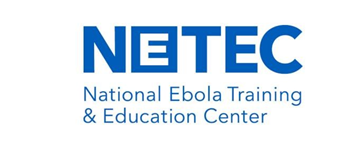 NETEC
National Ebola Training
& Education Center